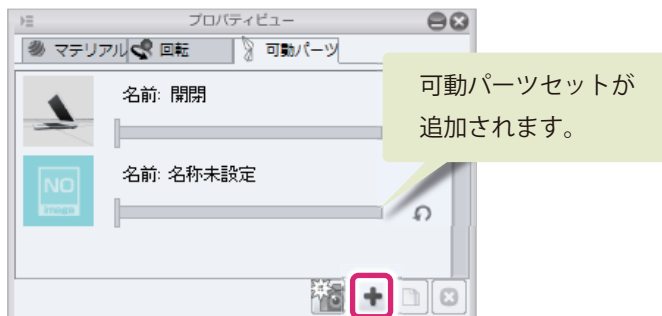 プロパティビュー
マテリアル 回転 可動パーツ
名前: 開閉
可動パーツセットが
追加されます。
名前: 名称未設定
NO
image